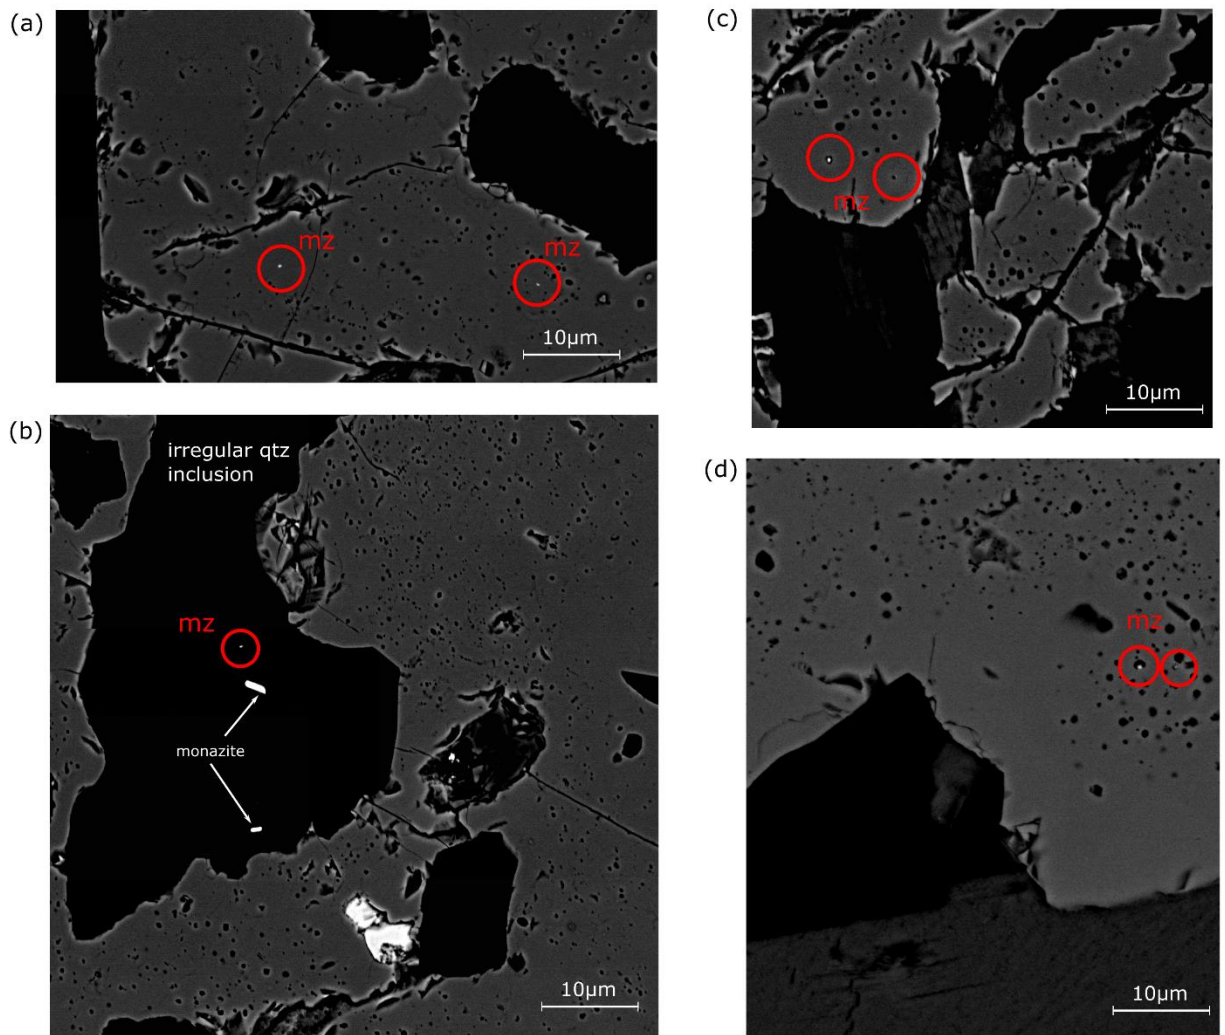 (a)
mz
mz
10μm
(b)
irregular qtz
inclusion
mz
monazite
10μm
(c)
mz
10μm
(d)
mz
10μm